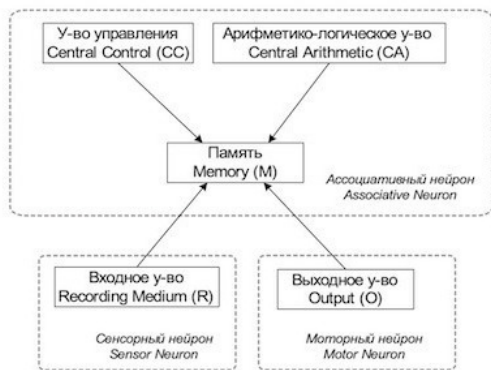 У-во управления
Central Control (CC)
Арифметико-логическое у-во
Central Arithmetic (CA)
Память
Memory (M)
Ассоциативный нейрон
Associative Neuron
Входное у-во
Recording Medium (R)
Сенсорный нейрон
Sensor Neuron
Выходное у-во
Output (O)
Моторный нейрон
Motor Neuron